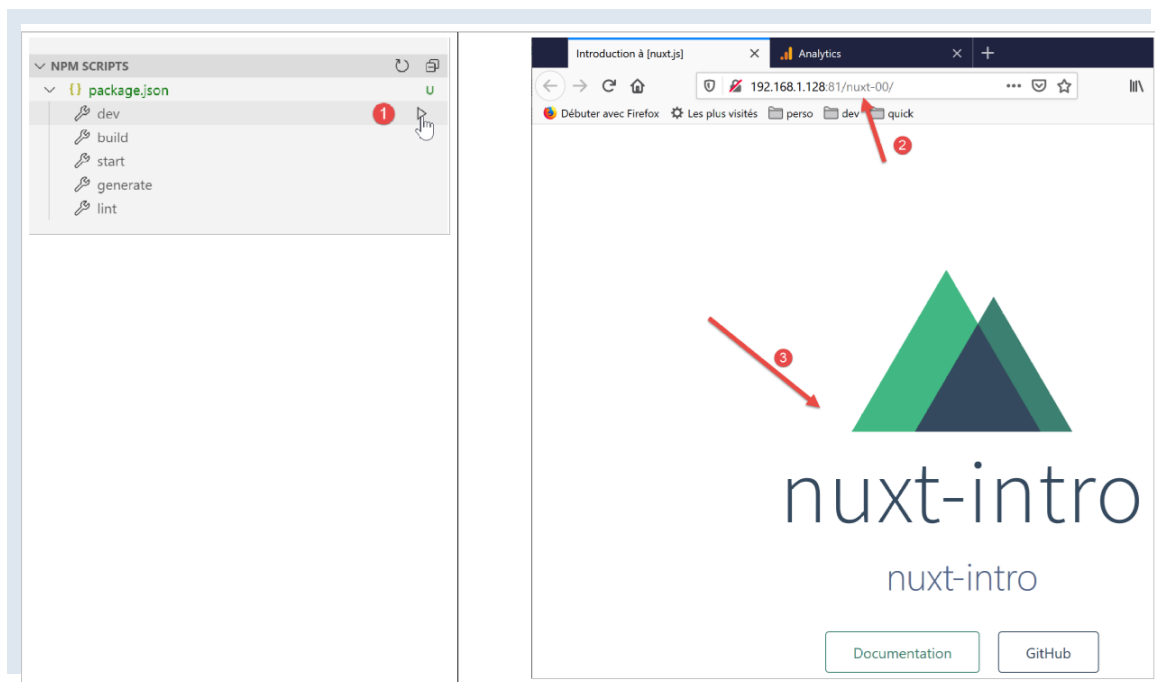 NPM SCRIPTS
package.json U
dev 1
build
start
generate
lint
Introduction à [nuxt.js] Analytics
192.168.1.128:81/nuxt-00/
Débuter avec Firefox Les plus visités perso dev quick
2
3
nuxt-intro
nuxt-intro
Documentation GitHub